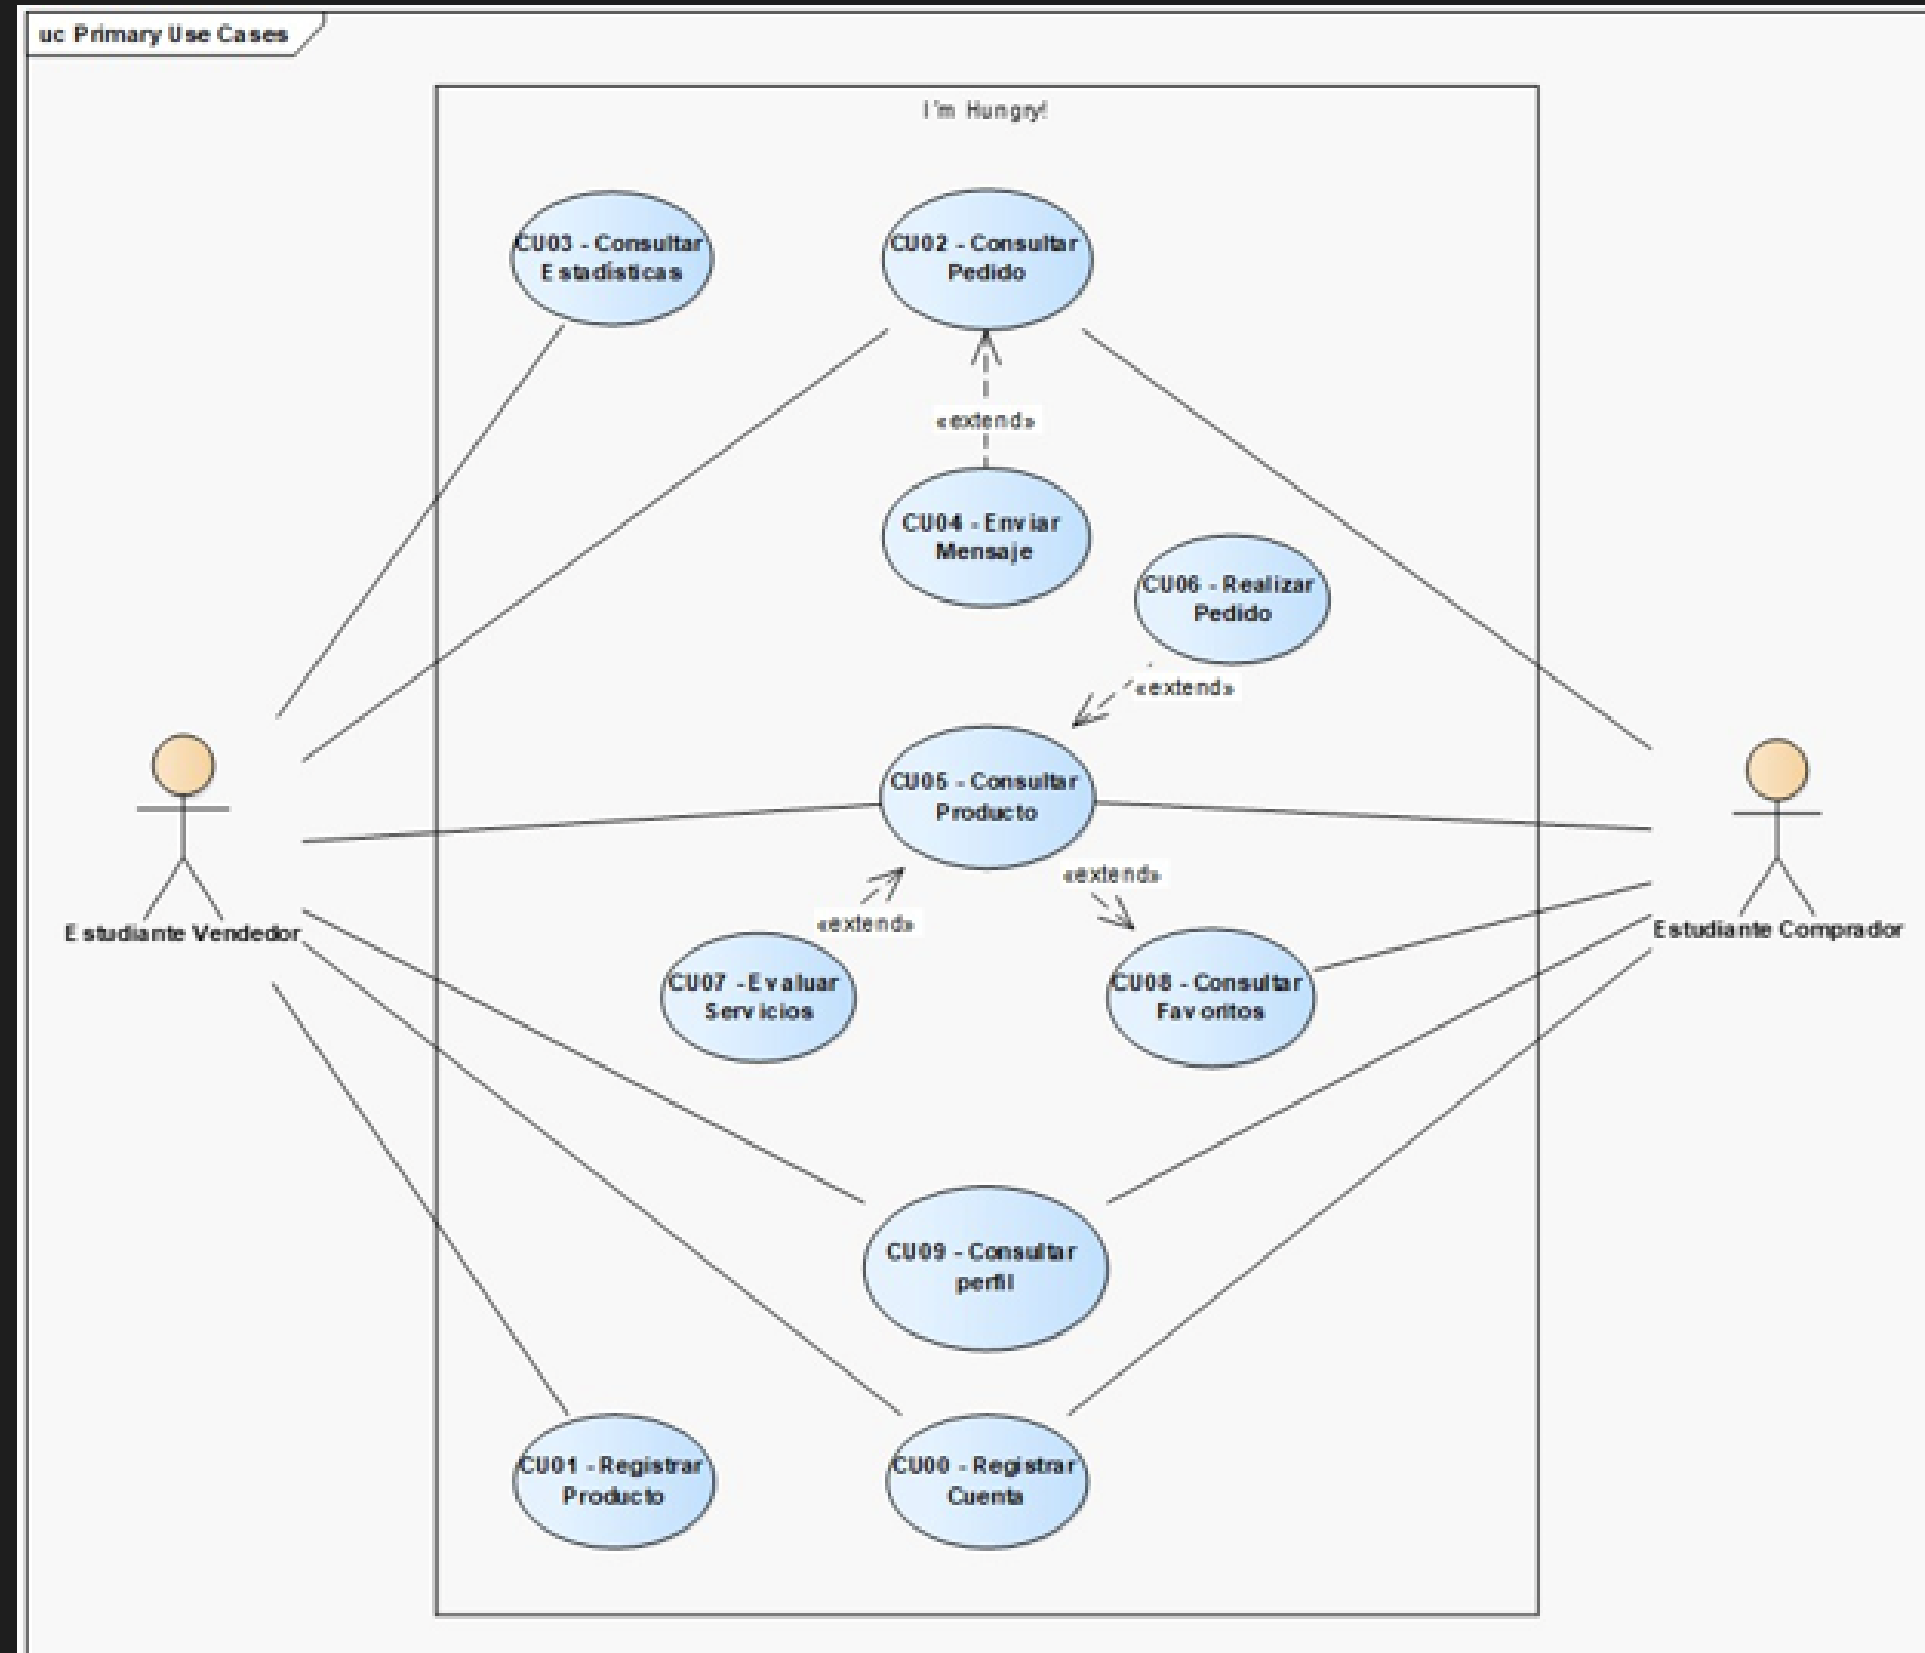 uc Primary Use Cases
I'm Hungry!
CU03 - Consultar
Estadísticas
CU02 - Consultar
Pedido
«extend»
CU04 - Enviar
Mensaje
CU06 - Realizar
Pedido
«extend»
CU05 - Consultar
Producto
«extend»
«extend»
Estudiante Vendedor
Estudiante Comprador
CU07 - Evaluar
Servicios
CU08 - Consultar
Favoritos
CU09 - Consultar
perfil
CU01 - Registrar
Producto
CU00 - Registrar
Cuenta